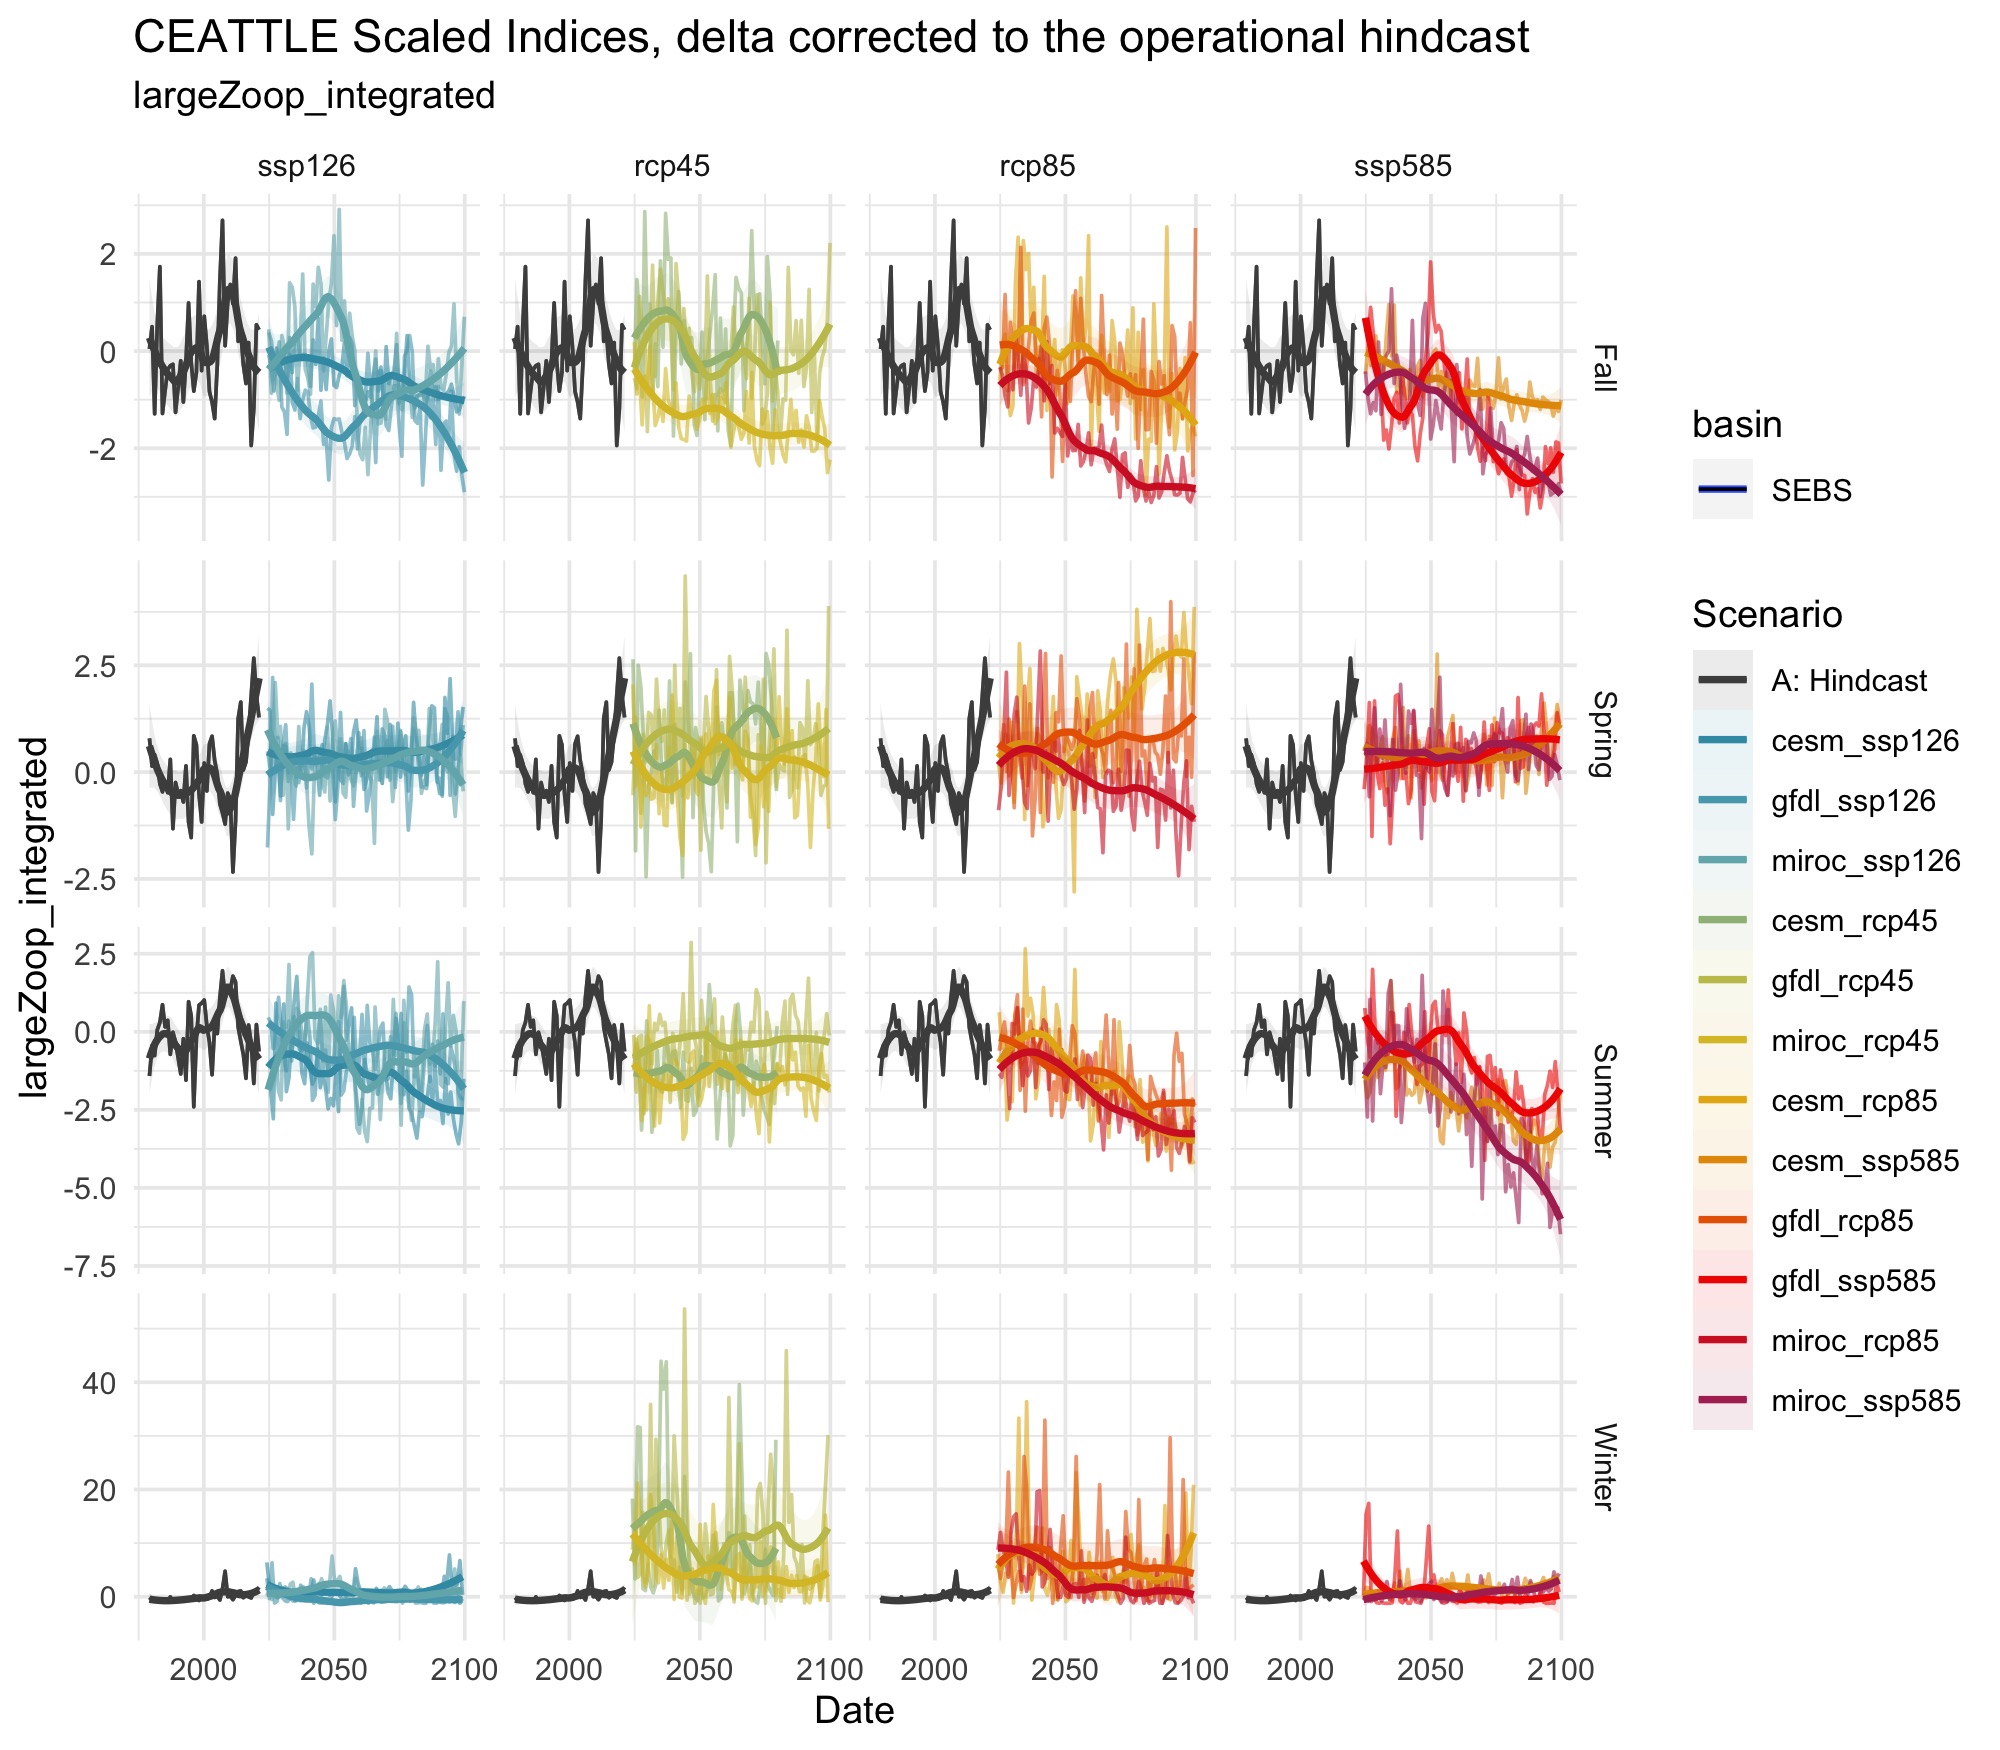 CEATTLE Scaled Indices, delta corrected to the operational hindcast
largeZoop_integrated
ssp126 rcp45 rcp85 ssp585
2
0
-2
Fall
2.5
0.0
-2.5
Spring
2.5
0.0
-2.5
-5.0
-7.5
Summer
40
20
0
Winter
2000 2050 2100 2000 2050 2100 2000 2050 2100 2000 2050 2100
Date
largeZoop_integrated
basin
SEBS
Scenario
A: Hindcast
cesm_ssp126
gfdl_ssp126
miroc_ssp126
cesm_rcp45
gfdl_rcp45
miroc_rcp45
cesm_rcp85
cesm_ssp585
gfdl_rcp85
gfdl_ssp585
miroc_rcp85
miroc_ssp585